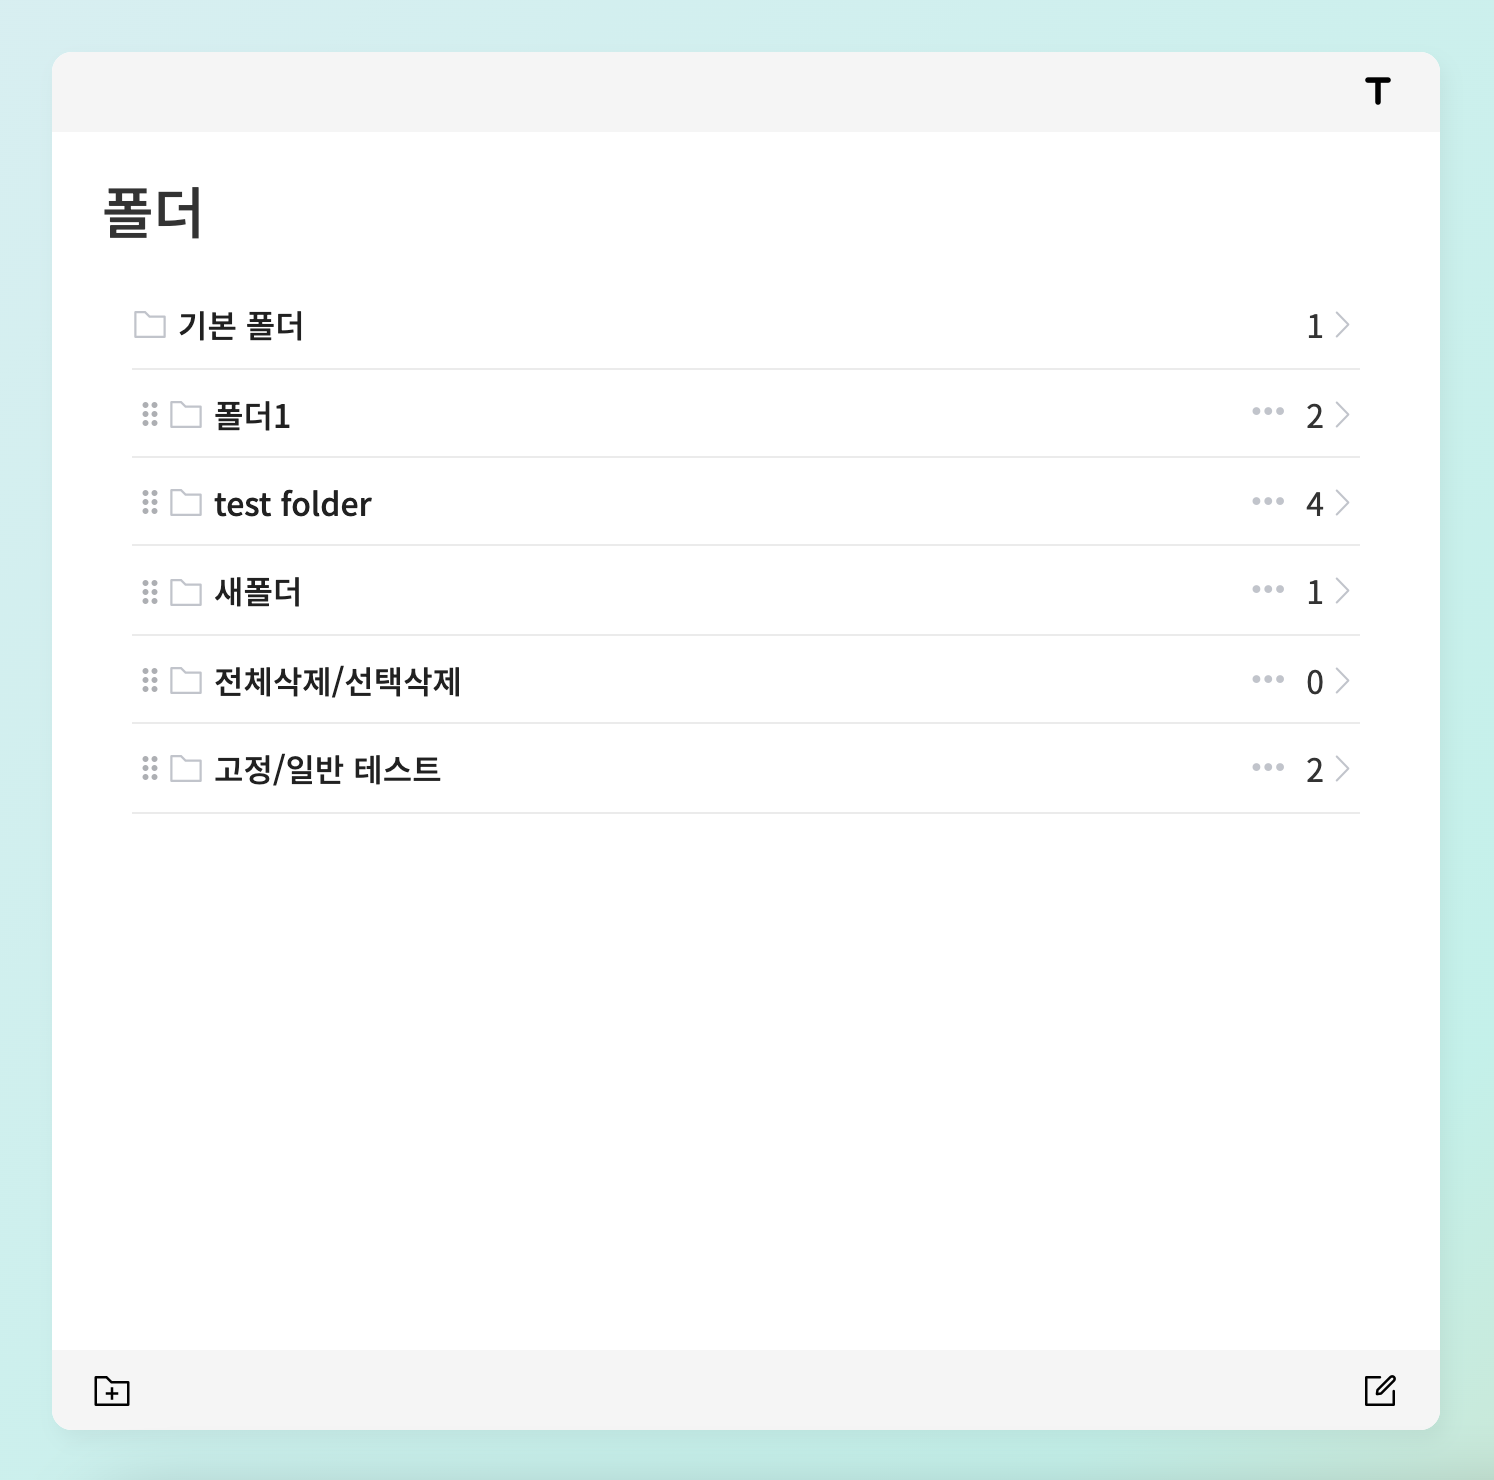 T
폴더
기본 폴더 1
폴더1 2
test folder 4
새폴더 1
전체삭제/선택삭제 0
고정/일반 테스트 2